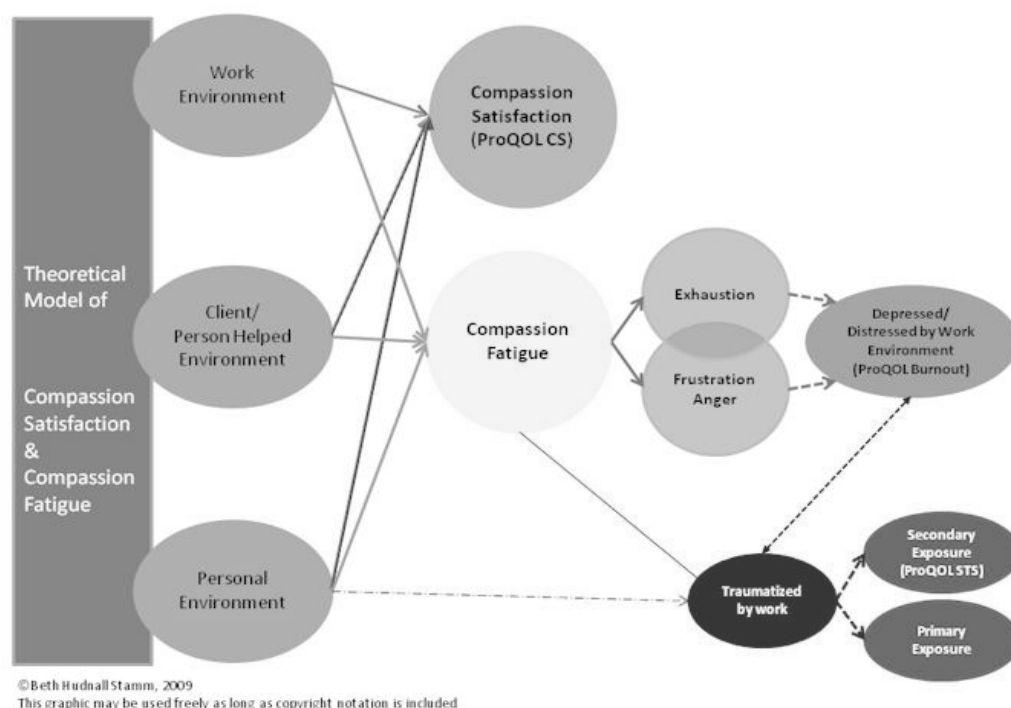 Theoretical
Model of
Compassion
Satisfaction
&
Compassion
Fatigue
Work
Environment
Client/
Person Helped
Environment
Personal
Environment
Compassion
Satisfaction
(ProQOL CS)
Compassion
Fatigue
Exhaustion
Frustration
Anger
Depressed/
Distressed by Work
Environment
(ProQOL Burnout)
Traumatized
by work
Secondary
Exposure
(ProQOL STS)
Primary
Exposure
©Beth Hudnall Stamm, 2009
This graphic may be used freely as long as copyright notation is included